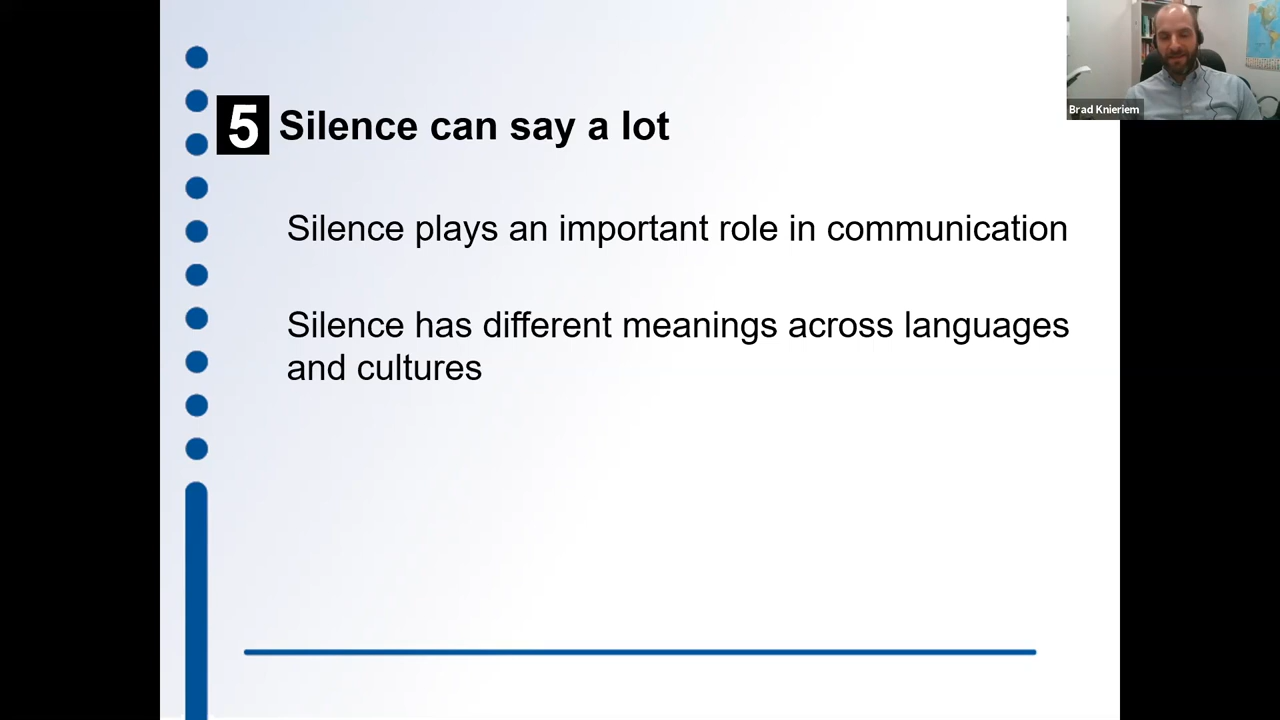 5 Silence can say a lot
Silence plays an important role in communication
Silence has different meanings across languages
and cultures
Brad Knieriem